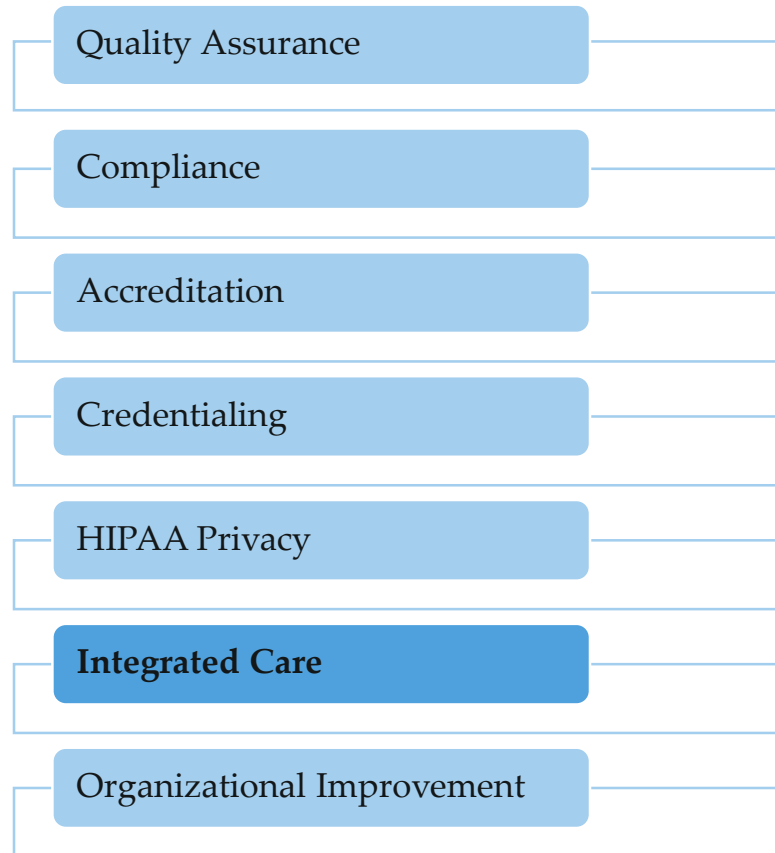 Quality Assurance
Compliance
Accreditation
Credentialing
HIPAA Privacy
Integrated Care
Organizational Improvement